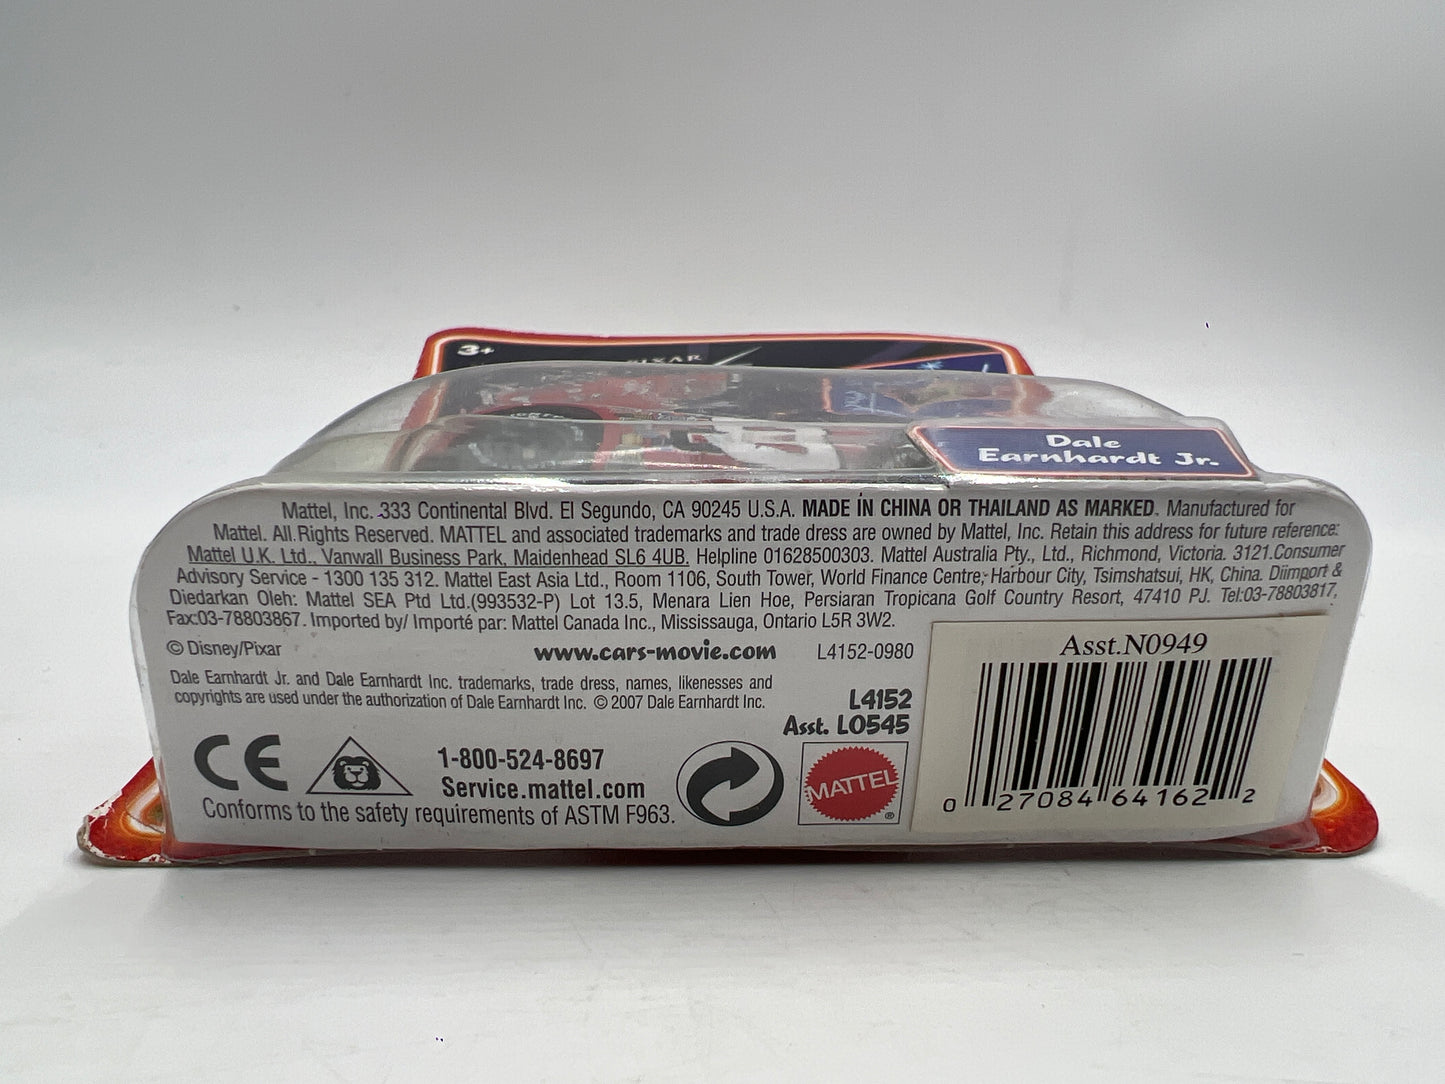 3+
PIXAR
Dale
Earnhardt Jr.
Mattel, Inc. 333 Continental Blvd. El Segundo, CA 90245 U.S.A. MADE IN CHINA OR THAILAND AS MARKED. Manufactured for
Mattel. All Rights Reserved. MATTEL and associated trademarks and trade dress are owned by Mattel, Inc. Retain this address for future reference:
Mattel U.K. Ltd., Vanwall Business Park, Maidenhead SL6 4UB. Helpline 01628500303. Mattel Australia Pty., Ltd., Richmond, Victoria. 3121.Consumer
Advisory Service - 1300 135 312. Mattel East Asia Ltd., Room 1106, South Tower, World Finance Centre, Harbour City, Tsimshatsui, HK, China. Diimport &
Diedarkan Oleh: Mattel SEA Ptd Ltd.(993532-P) Lot 13.5, Menara Lien Hoe, Persiaran Tropicana Golf Country Resort, 47410 PJ. Tel:03-78803817,
Fax:03-78803867. Imported by/ Importé par: Mattel Canada Inc., Mississauga, Ontario L5R 3W2.
© Disney/Pixar www.cars-movie.com L4152-0980
Dale Earnhardt Jr. and Dale Earnhardt Inc. trademarks, trade dress, names, likenesses and
copyrights are used under the authorization of Dale Earnhardt Inc. © 2007 Dale Earnhardt Inc.
L4152
Asst. L0545
CE
1-800-524-8697
Service.mattel.com
Conforms to the safety requirements of ASTM F963.
MATTEL®
Asst.N0949
0 27084 64162 2